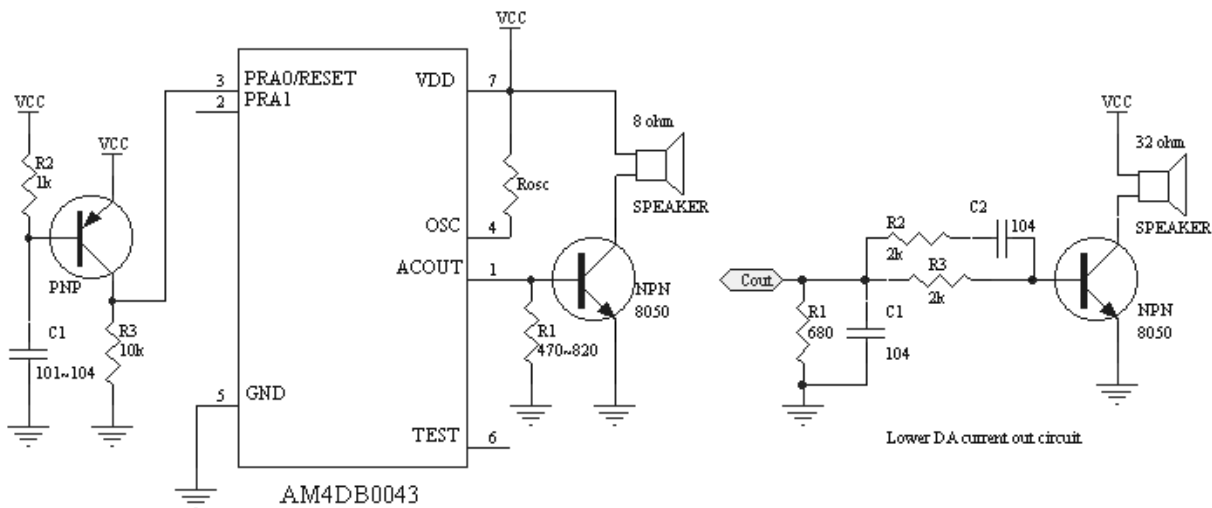 VCC
3
PRA0/RESET
VDD
7
2
PRA1
VCC
VCC
R2
1k
PNP
C1
101~104
R3
10k
8 ohm
Rosc
SPEAKER
OSC
4
ACOUT
1
NPN
8050
R1
470~820
5
GND
TEST
6
AM4DB0043
VCC
32 ohm
SPEAKER
C2
104
R2
2k
R3
2k
Cout
R1
680
C1
104
NPN
8050
Lower DA current out circuit